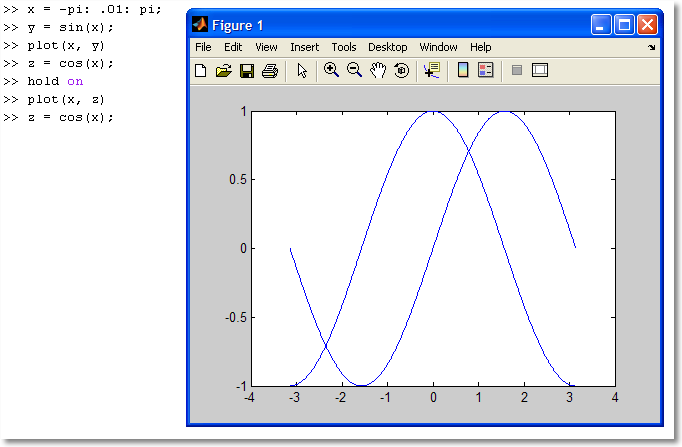 >> x = -pi: .01: pi;
>> y = sin(x);
>> plot(x, y)
>> z = cos(x);
>> hold on
>> plot(x, z)
>> z = cos(x);
Figure 1
File Edit View Insert Tools Desktop Window Help
1
0.5
0
-0.5
-1
-4 -3 -2 -1 0 1 2 3 4